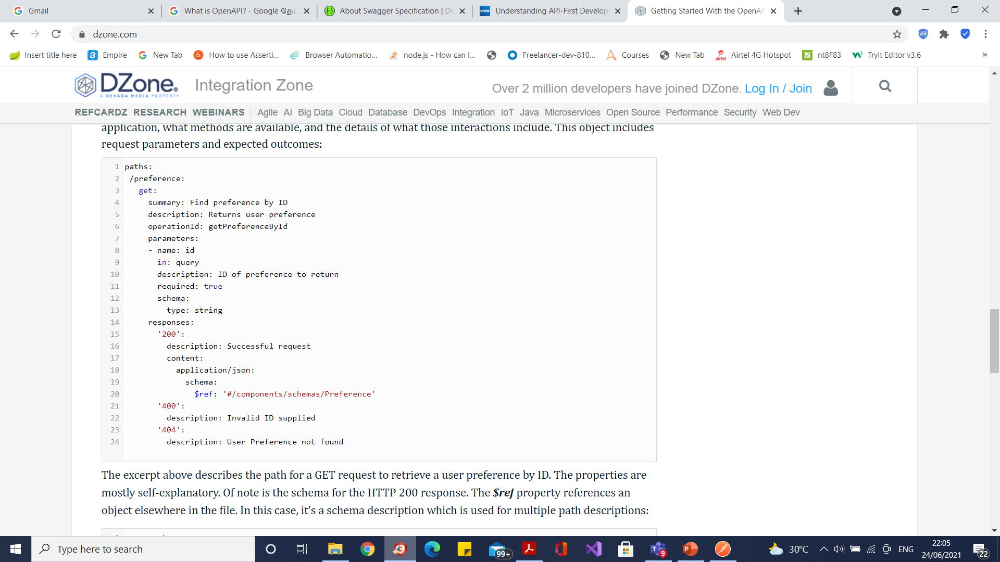 Gmail
What is OpenAPI? - Google
About Swagger Specification | Do
Understanding API-First Develop
Getting Started With the OpenAP
dzone.com
Insert title here
Empire
New Tab
How to use Asserti...
Browser Automatio...
node.js - How can I...
Freelancer-dev-810...
Courses
New Tab
Airtel 4G Hotspot
nt8F83
Tryit Editor v3.6
»
DZone.
A DEVADA MEDIA PROPERTY
Integration Zone
Over 2 million developers have joined DZone. Log In / Join
REFCARDZ RESEARCH WEBINARS | Agile AI Big Data Cloud Database DevOps Integration IoT Java Microservices Open Source Performance Security Web Dev
application, what methods are available, and the details of what those interactions include. This object includes
request parameters and expected outcomes:
1 paths:
2 /preference:
3 get:
4 summary: Find preference by ID
5 description: Returns user preference
6 operationId: getPreferenceById
7 parameters:
8 - name: id
9 in: query
10 description: ID of preference to return
11 required: true
12 schema:
13 type: string
14 responses:
15 '200':
16 description: Successful request
17 content:
18 application/json:
19 schema:
20 $ref: '#/components/schemas/Preference'
21 '400':
22 description: Invalid ID supplied
23 '404':
24 description: User Preference not found
The excerpt above describes the path for a GET request to retrieve a user preference by ID. The properties are
mostly self-explanatory. Of note is the schema for the HTTP 200 response. The $ref property references an
object elsewhere in the file. In this case, it’s a schema description which is used for multiple path descriptions:
Type here to search
99+
9
30°C
ENG
22:05
24/06/2021
22